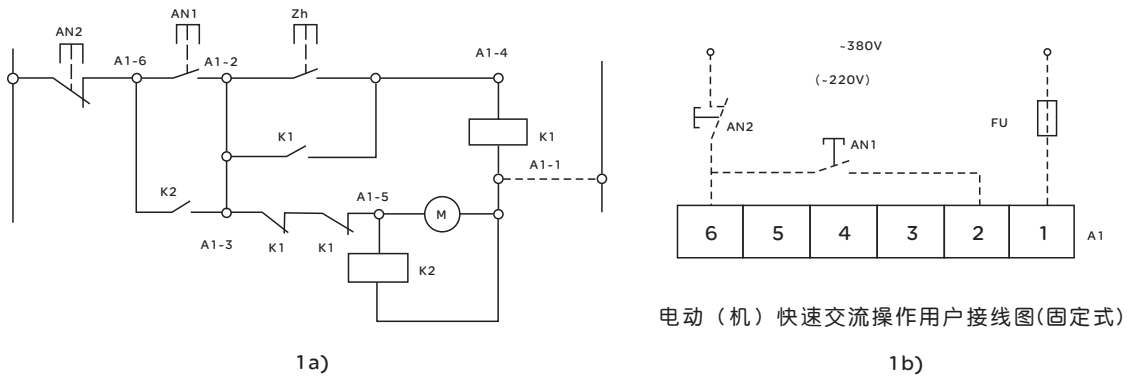 AN2
AN1
Zh
A1-6
A1~2
A1-4
K1
K1
A1-1
K2
A1-5
M
A1-3
K1
K1
K2
1a)
~380V
(~220V)
AN2
AN1
FU
6 5 4 3 2 1 A1
电动（机）快速交流操作用户接线图(固定式)
1b)